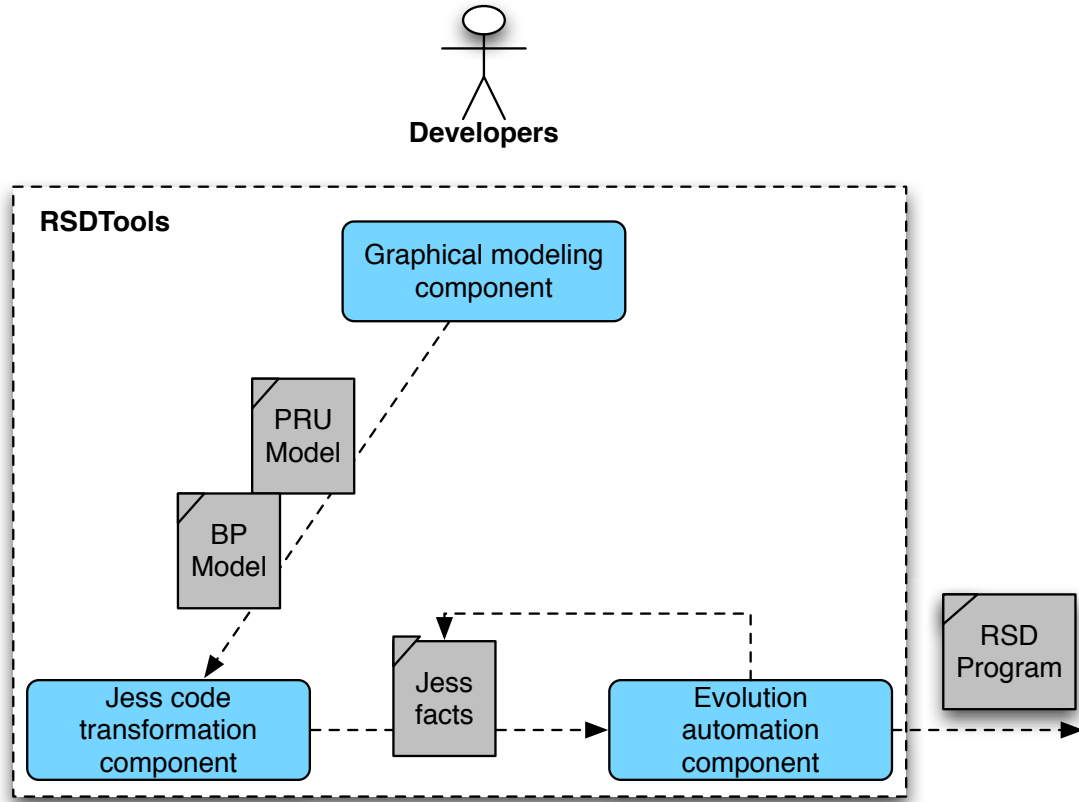 Developers
RSDTools
Graphical modeling
component
PRU
Model
BP
Model
Jess code
transformation
component
Jess
facts
Evolution
automation
component
RSD
Program